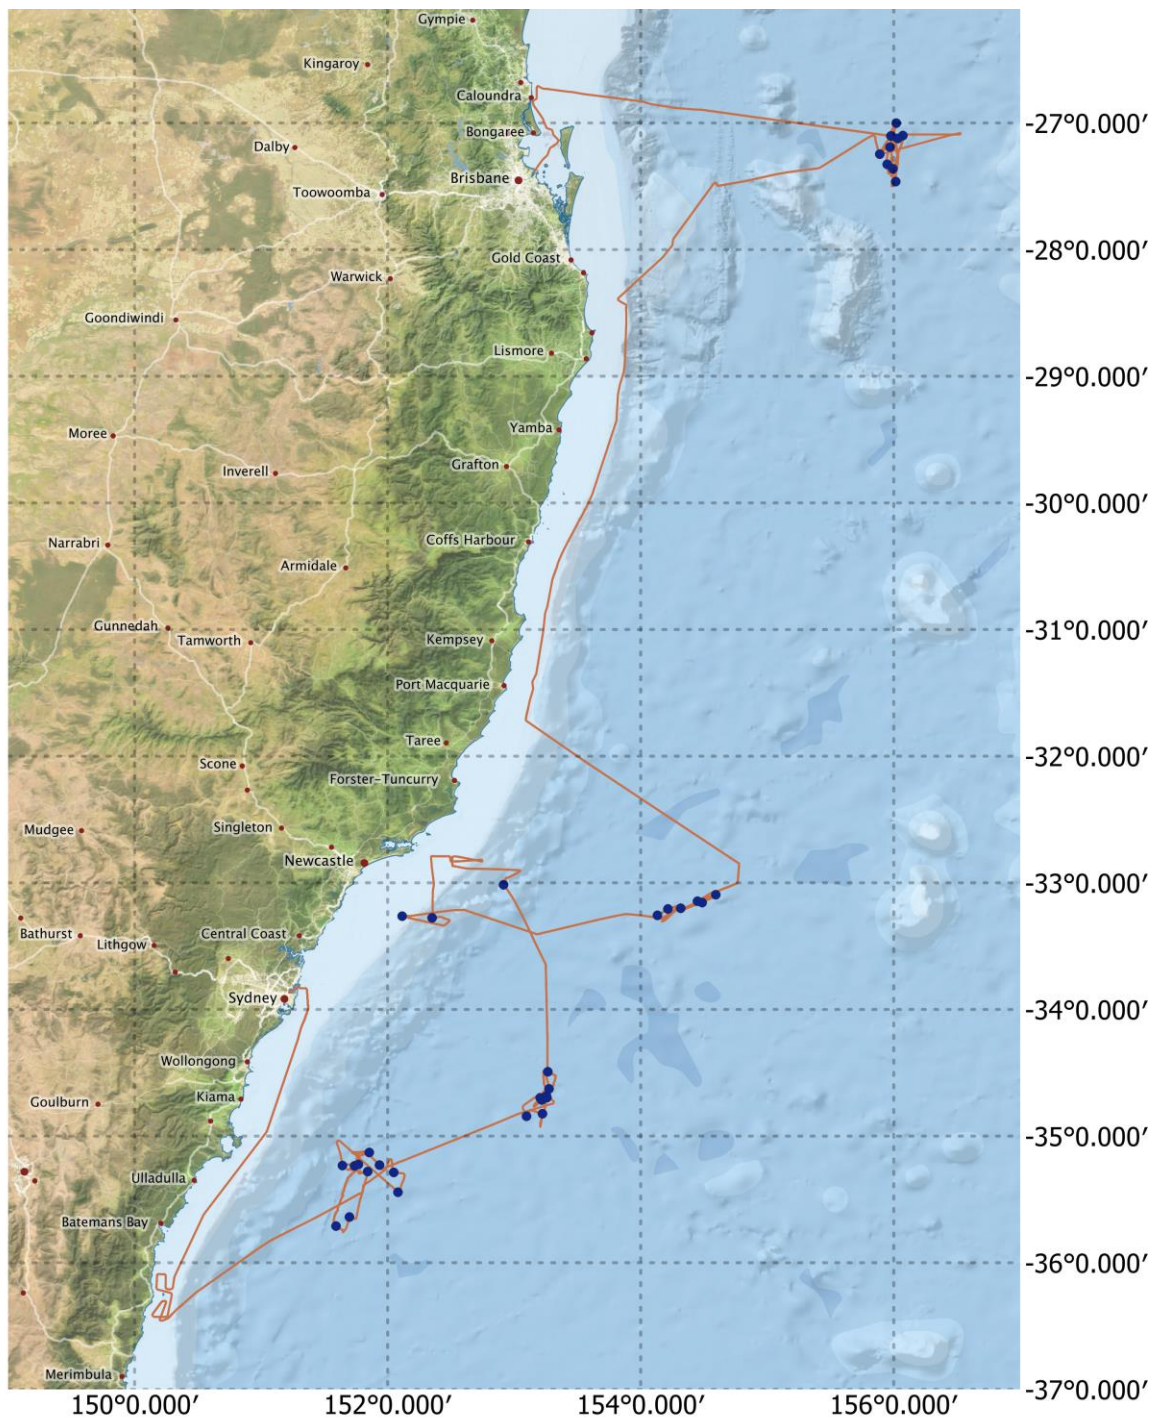 Gympie
Kingaroy
Caloundra
-27°0.000′
Bongaree
Dalby
Brisbane
Toowoomba
-28°0.000′
Gold Coast
Warwick
Goondiwindi
Lismore
-29°0.000′
Yamba
Moree
Grafton
Inverell
-30°0.000′
Coffs Harbour
Narrabri
Armidale
Gunnedah
-31°0.000′
Tamworth
Kempsey
Port Macquarie
Taree
-32°0.000′
Scone
Forster-Tuncurry
Singleton
Mudgee
Newcastle
-33°0.000′
Bathurst
Central Coast
Lithgow
Sydney
-34°0.000′
Wollongong
Kiama
Goulburn
-35°0.000′
Ulladulla
Batemans Bay
-36°0.000′
Merimbula
-37°0.000′
150°0.000′ 152°0.000′ 154°0.000′ 156°0.000′